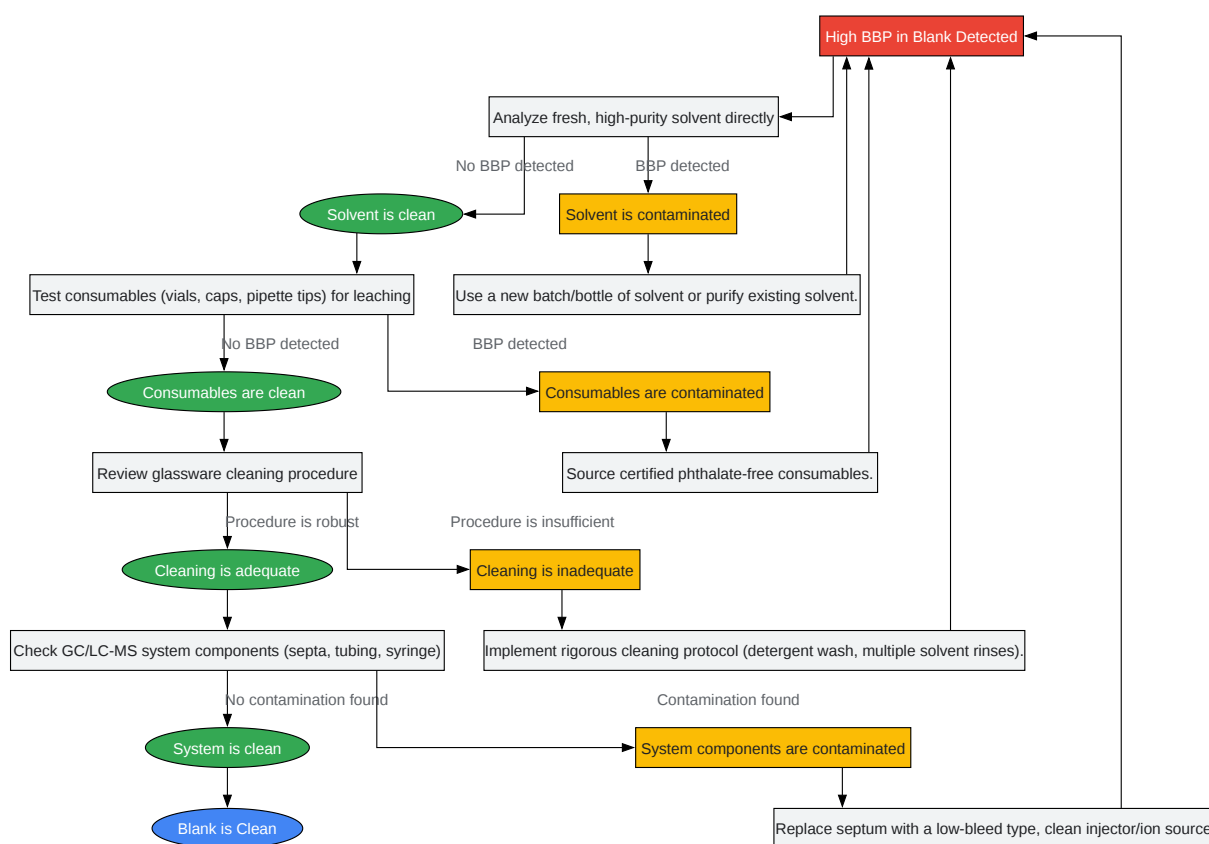 High BBP in Blank Detected
Analyze fresh, high-purity solvent directly
No BBP detected
BBP detected
Solvent is clean
Solvent is contaminated
Test consumables (vials, caps, pipette tips) for leaching
Use a new batch/bottle of solvent or purify existing solvent.
No BBP detected
BBP detected
Consumables are clean
Consumables are contaminated
Review glassware cleaning procedure
Source certified phthalate-free consumables.
Procedure is robust
Procedure is insufficient
Cleaning is adequate
Cleaning is inadequate
Check GC/LC-MS system components (septa, tubing, syringe)
Implement rigorous cleaning protocol (detergent wash, multiple solvent rinses).
No contamination found
Contamination found
System is clean
System components are contaminated
Blank is Clean
Replace septum with a low-bleed type, clean injector/ion source